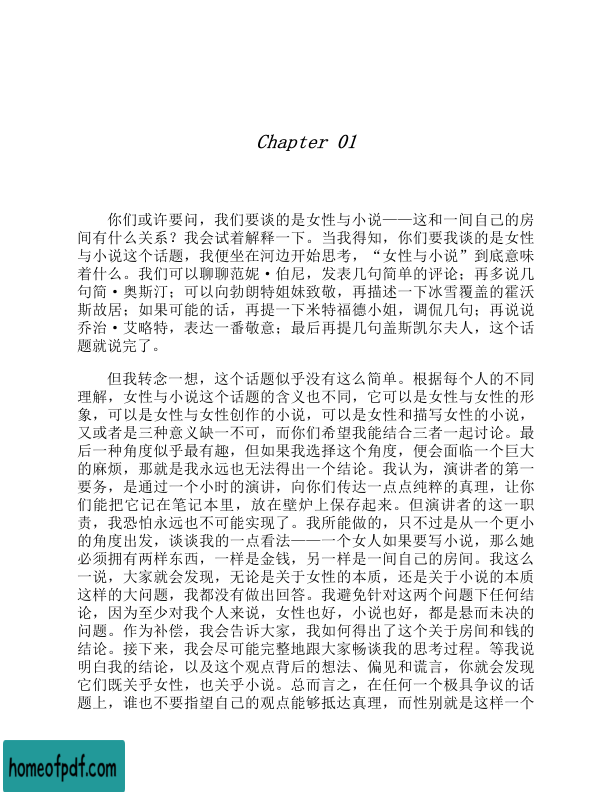 Chapter 01
你们或许要问，我们要谈的是女性与小说——这和一间自己的房
间有什么关系？我会试着解释一下。当我得知，你们要我谈的是女性
与小说这个话题，我便坐在河边开始思考，“女性与小说”到底意味
着什么。我们可以聊聊范妮·伯尼，发表几句简单的评论；再多说几
句简·奥斯汀；可以向勃朗特姐妹致敬，再描述一下冰雪覆盖的霍沃
斯故居；如果可能的话，再提一下米特福德小姐，调侃几句；再说说
乔治·艾略特，表达一番敬意；最后再提几句盖斯凯尔夫人，这个话
题就说完了。
但我转念一想，这个话题似乎没有这么简单。根据每个人的不同
理解，女性与小说这个话题的含义也不同，它可以是女性与女性的形
象，可以是女性与女性创作的小说，可以是女性和描写女性的小说，
又或者是三种意义缺一不可，而你们希望我能结合三者一起讨论。最
后一种角度似乎最有趣，但如果我选择这个角度，便会面临一个巨大
的麻烦，那就是我永远也无法得出一个结论。我认为，演讲者的第一
要务，是通过一个小时的演讲，向你们传达一点点纯粹的真理，让你
们能把它记在笔记本里，放在壁炉上保存起来。但演讲者的这一职
责，我恐怕永远也不可能实现了。我所能做的，只不过是从一个更小
的角度出发，谈谈我的一点看法——一个女人如果要写小说，那么她
必须拥有两样东西，一样是金钱，另一样是一间自己的房间。我这么
一说，大家就会发现，无论是关于女性的本质，还是关于小说的本质
这样的大问题，我都没有做出回答。我避免针对这两个问题下任何结
论，因为至少对我个人来说，女性也好，小说也好，都是悬而未决的
问题。作为补偿，我会告诉大家，我如何得出了这个关于房间和钱的
结论。接下来，我会尽可能完整地跟大家畅谈我的思考过程。等我说
明白我的结论，以及这个观点背后的想法、偏见和谎言，你就会发现
它们既关乎女性，也关乎小说。总而言之，在任何一个极具争议的话
题上，谁也不要指望自己的观点能够抵达真理，而性别就是这样一个
homeofpdf.com